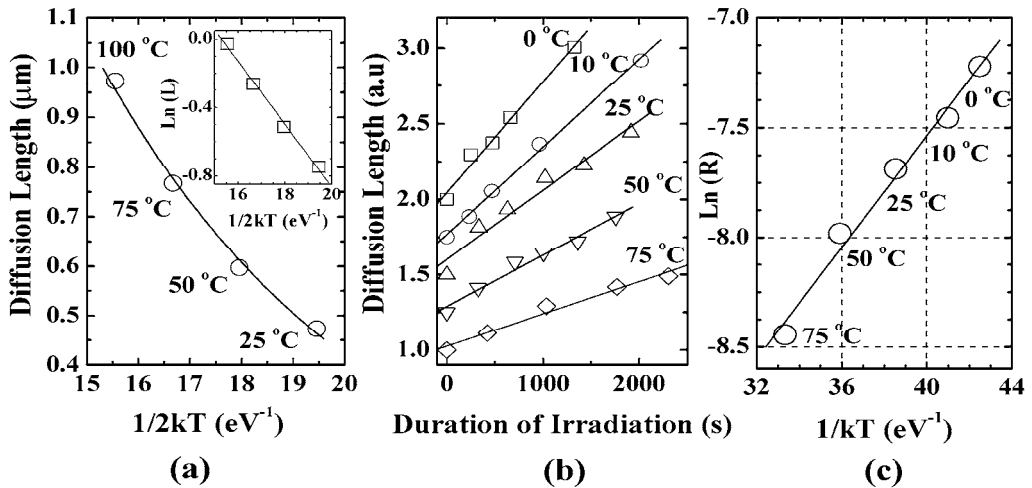 1.1
1.0
0.9
0.8
0.7
0.6
0.5
0.4
Diffusion Length (μm)
100 °C
75 °C
50 °C
25 °C
0.0
-0.4
-0.8
Ln (L)
16 18 20
1/2kT (eV⁻¹)
15 16 17 18 19 20
1/2kT (eV⁻¹)
(a)
3.0
2.5
2.0
1.5
1.0
Diffusion Length (a.u)
0 °C
10 °C
25 °C
50 °C
75 °C
0 1000 2000
Duration of Irradiation (s)
(b)
-7.0
-7.5
-8.0
-8.5
Ln (R)
0 °C
10 °C
25 °C
50 °C
75 °C
32 36 40 44
1/kT (eV⁻¹)
(c)